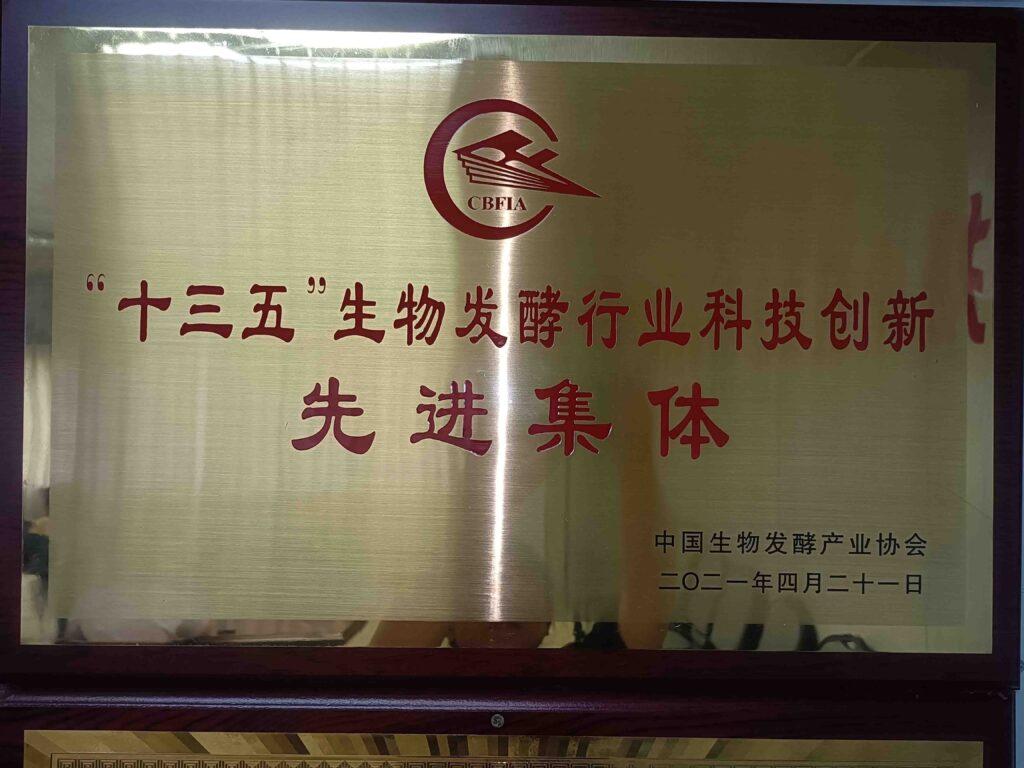 CBFIA
“十三五”生物发酵行业科技创新
先进集体
中国生物发酵产业协会
二〇二一年四月二十一日